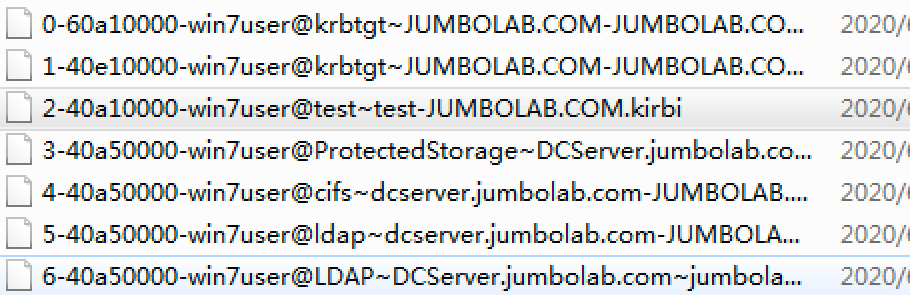 0-60a10000-win7user@krbtgt~JUMBOLAB.COM-JUMBOLAB.CO... 2020/
1-40e10000-win7user@krbtgt~JUMBOLAB.COM-JUMBOLAB.CO... 2020/
2-40a10000-win7user@test~test-JUMBOLAB.COM.kirbi 2020/
3-40a50000-win7user@ProtectedStorage~DCServer.jumbolab.co... 2020/
4-40a50000-win7user@cifs~dcserver.jumbolab.com-JUMBOLAB.... 2020/
5-40a50000-win7user@ldap~dcserver.jumbolab.com-JUMBOLA... 2020/
6-40a50000-win7user@LDAP~DCServer.jumbolab.com~jumbola... 2020/